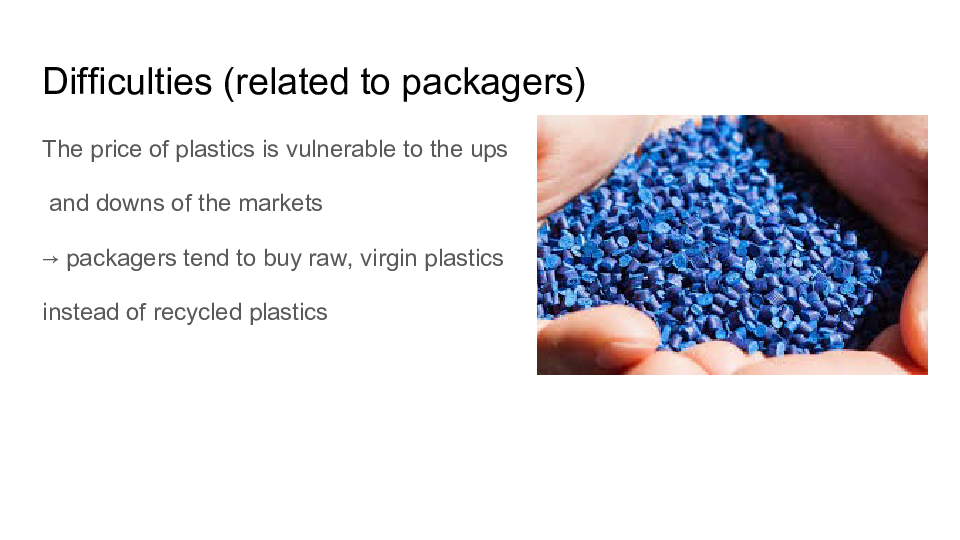 Difficulties (related to packagers)
The price of plastics is vulnerable to the ups
and downs of the markets
→ packagers tend to buy raw, virgin plastics
instead of recycled plastics